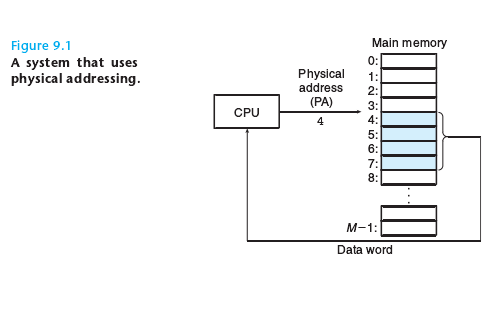 Figure 9.1
A system that uses
physical addressing.
Main memory
Physical
address
(PA)
4
CPU
0:
1:
2:
3:
4:
5:
6:
7:
8:
M−1:
Data word